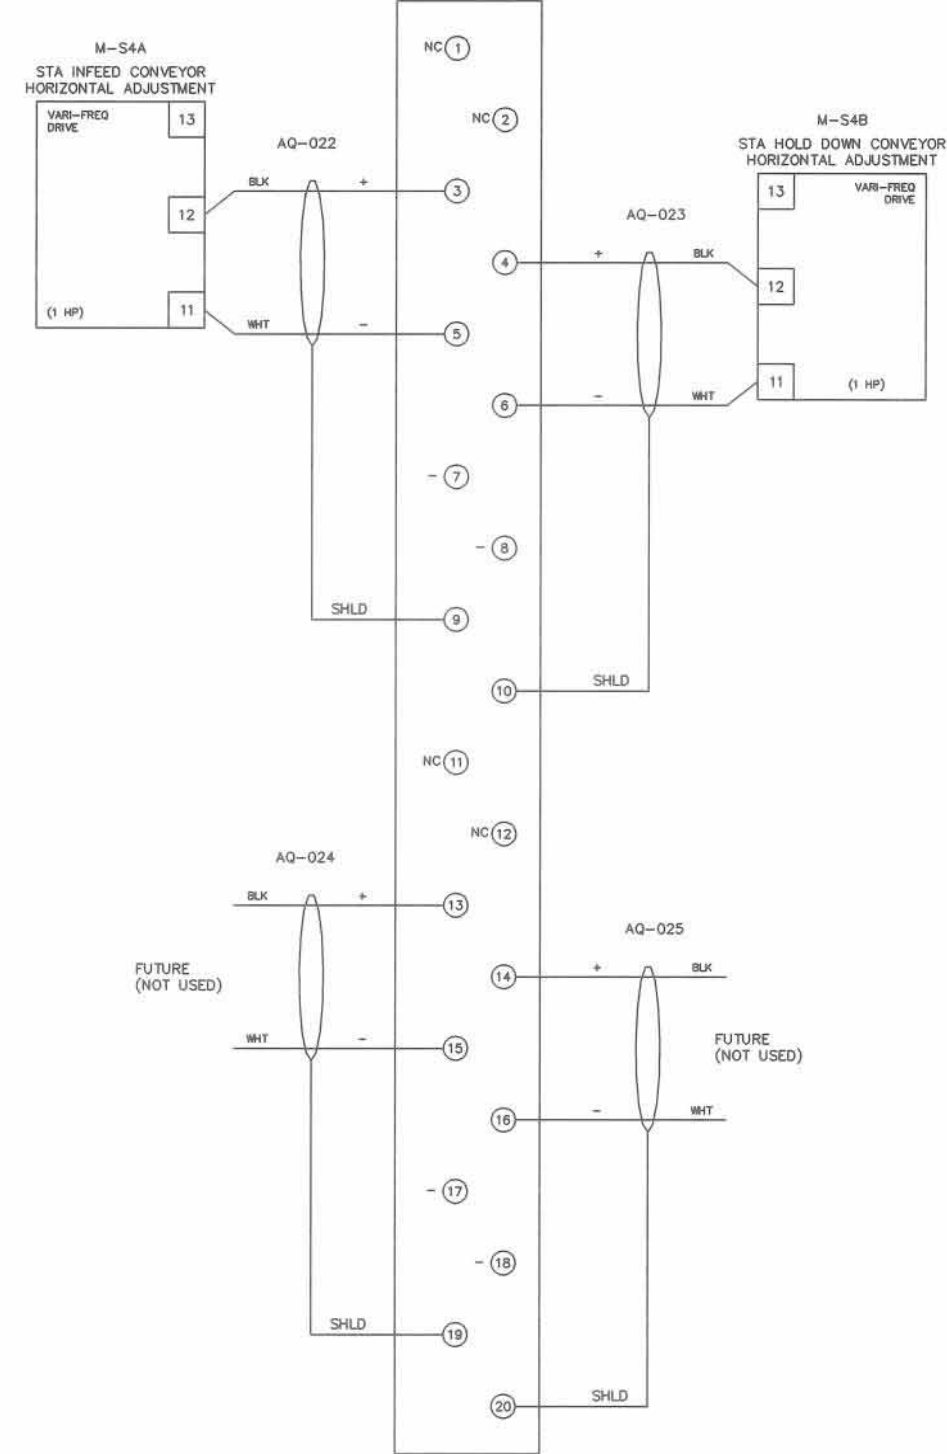 NC 1
M-S4A
STA INFEED CONVEYOR
HORIZONTAL ADJUSTMENT
VARI-FREQ
DRIVE
13
12
11
(1 HP)
AQ-022
BLK
+
3
WHT
-
5
NC 2
M-S4B
STA HOLD DOWN CONVEYOR
HORIZONTAL ADJUSTMENT
13
VARI-FREQ
DRIVE
12
11
(1 HP)
AQ-023
4
+
BLK
6
-
WHT
- 7
- 8
SHLD
9
10
SHLD
NC 11
NC 12
AQ-024
BLK
+
13
FUTURE
(NOT USED)
WHT
-
15
AQ-025
14
+
BLK
FUTURE
(NOT USED)
16
-
WHT
- 17
- 18
SHLD
19
20
SHLD